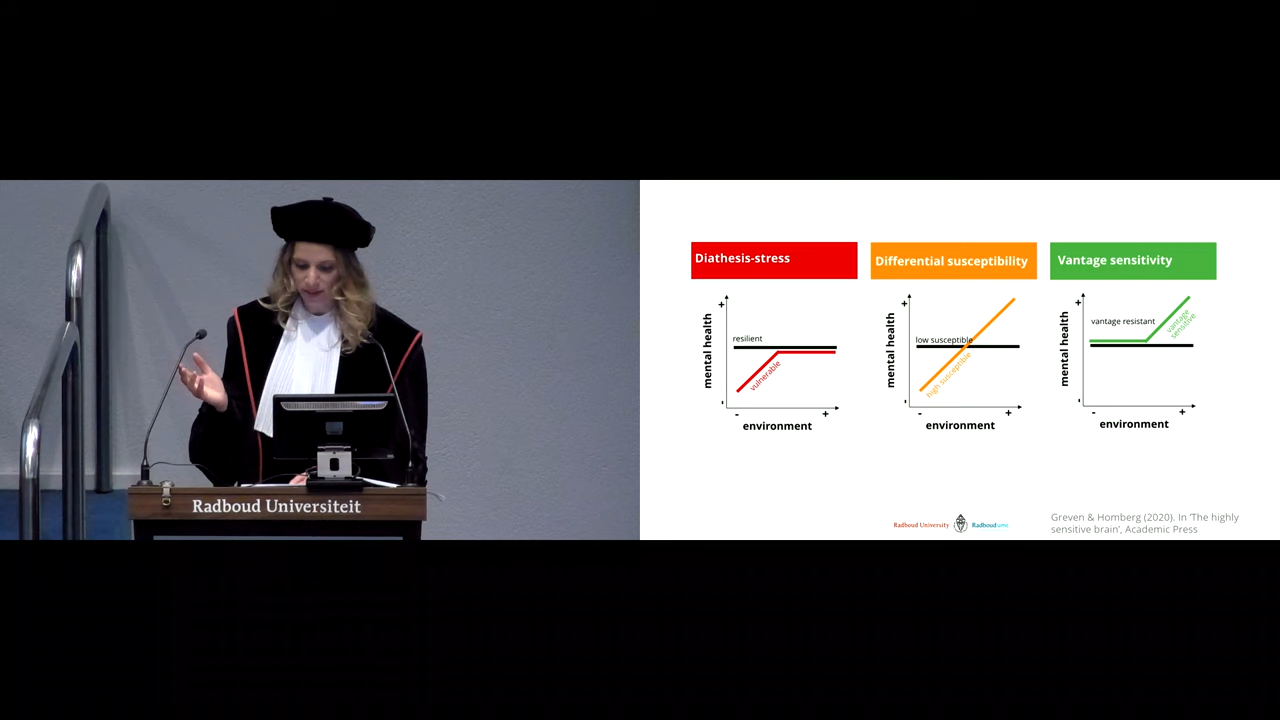 Radboud Universiteit
Diathesis-stress
Differential susceptibility
Vantage sensitivity
+
mental health
resilient
vulnerable
-
-
+
environment
+
mental health
low susceptible
high susceptible
-
-
+
environment
+
mental health
vantage resistant
vantage
sensitive
-
-
+
environment
Radboud University
Radboudumc
Greven & Homberg (2020). In ‘The highly
sensitive brain’, Academic Press